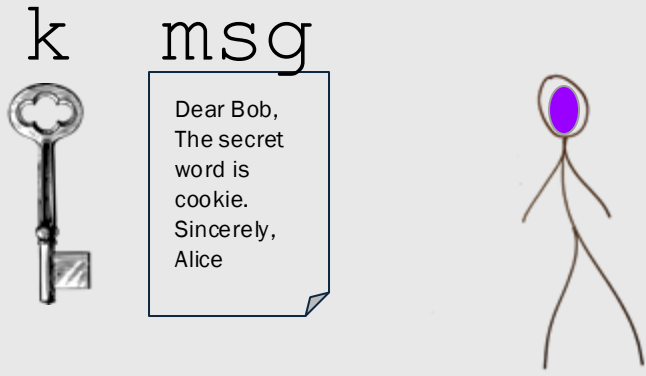 k msg
Dear Bob,
The secret
word is
cookie.
Sincerely,
Alice